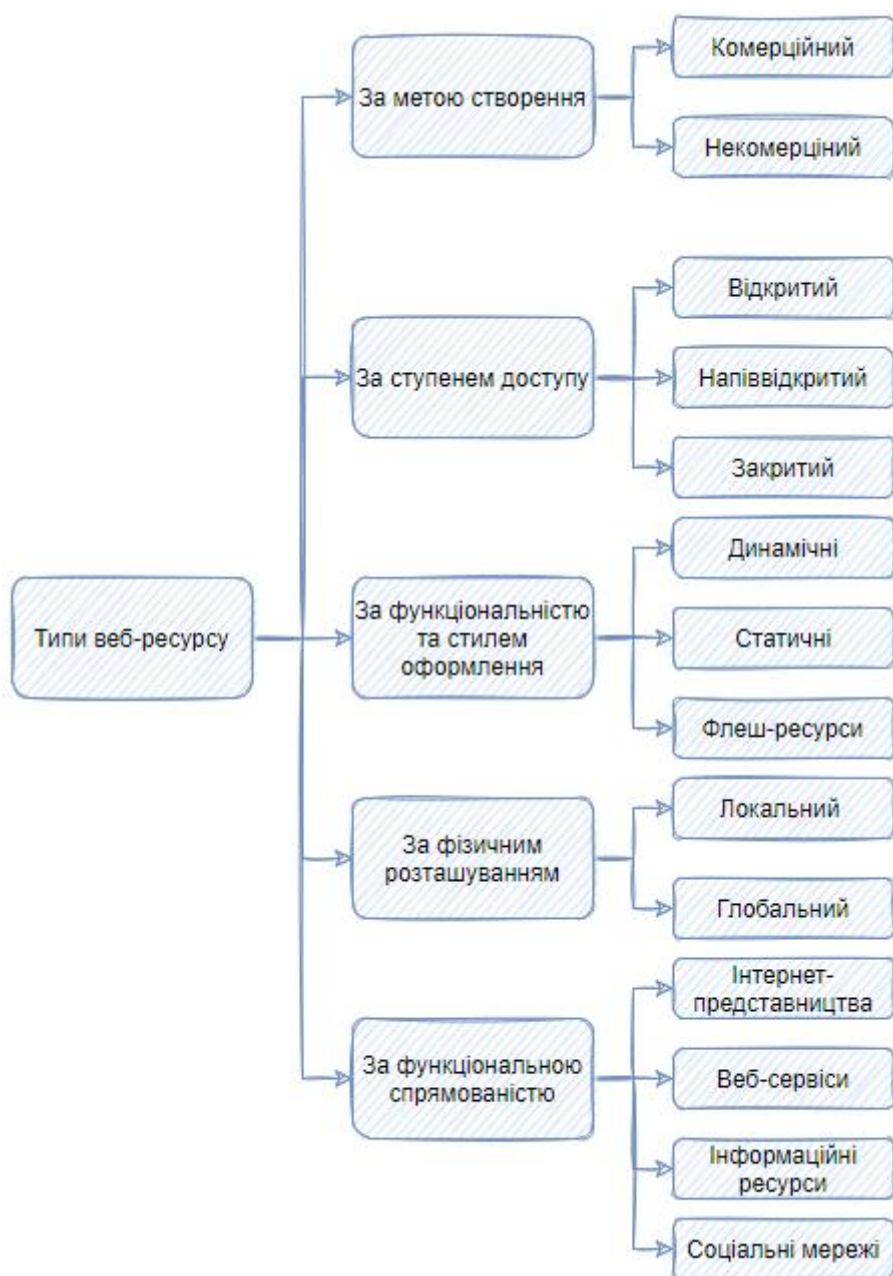 Типи веб-ресурсу
За метою створення
Комерційний
Некомерціний
За ступенем доступу
Відкритий
Напіввідкритий
Закритий
За функціональністю
та стилем
оформлення
Динамічні
Статичні
Флеш-ресурси
За фізичним
розташуванням
Локальний
Глобальний
За функціональною
спрямованістю
Інтернет-
представництва
Веб-сервіси
Інформаційні
ресурси
Соціальні мережі